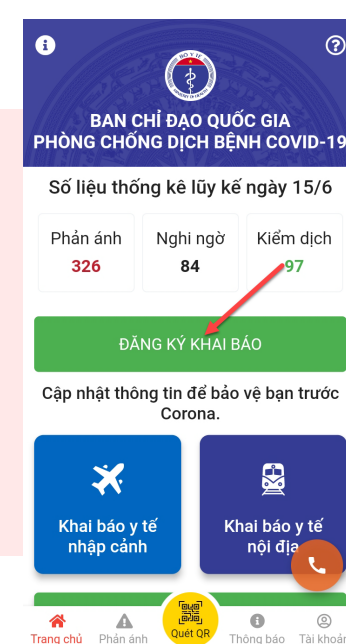 BAN CHỈ ĐẠO QUỐC GIA
PHÒNG CHỐNG DỊCH BỆNH COVID-19
Số liệu thống kê lũy kế ngày 15/6
Phản ánh Nghi ngờ Kiểm dịch
326 84 97
ĐĂNG KÝ KHAI BÁO
Cập nhật thông tin để bảo vệ bạn trước
Corona.
Khai báo y tế
nhập cảnh
Khai báo y tế
nội địa
Trang chủ Phản ánh Quét QR Thông báo Tài khoản